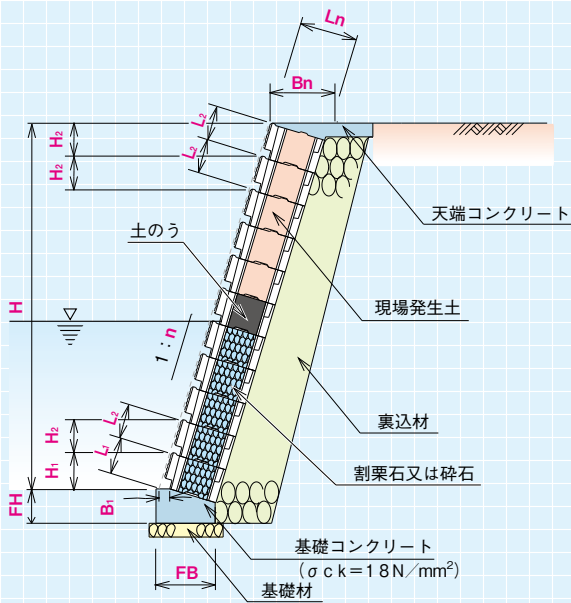 Ln
Bn
L₂
H₂
L₂
H₂
天端コンクリート
土のう
現場発生土
H
1：n
裏込材
L₂
H₂
L₁
H₁
割栗石又は砕石
B₁
FH
基礎コンクリート
（σck＝18N／mm²）
FB
基礎材